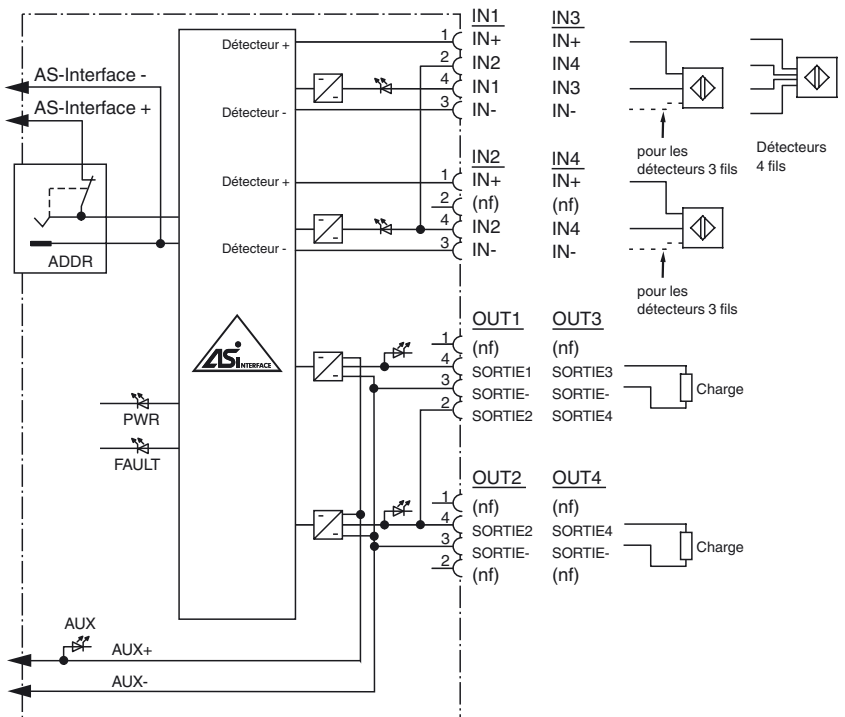 AS-Interface -
AS-Interface +
ADDR
PWR
FAULT
AUX
AUX+
AUX-
Détecteur +
Détecteur -
Détecteur +
Détecteur -
ASi INTERFACE
IN1 IN3
1 IN+ IN+
2 IN2 IN4
4 IN1 IN3
3 IN- IN-
pour les
détecteurs 3 fils
Détecteurs
4 fils
IN2 IN4
1 IN+ IN+
2 (nf) (nf)
4 IN2 IN4
3 IN- IN-
pour les
détecteurs 3 fils
OUT1 OUT3
1 (nf) (nf)
4 SORTIE1 SORTIE3
3 SORTIE- SORTIE-
2 SORTIE2 SORTIE4
Charge
OUT2 OUT4
1 (nf) (nf)
4 SORTIE2 SORTIE4
3 SORTIE- SORTIE-
2 (nf) (nf)
Charge